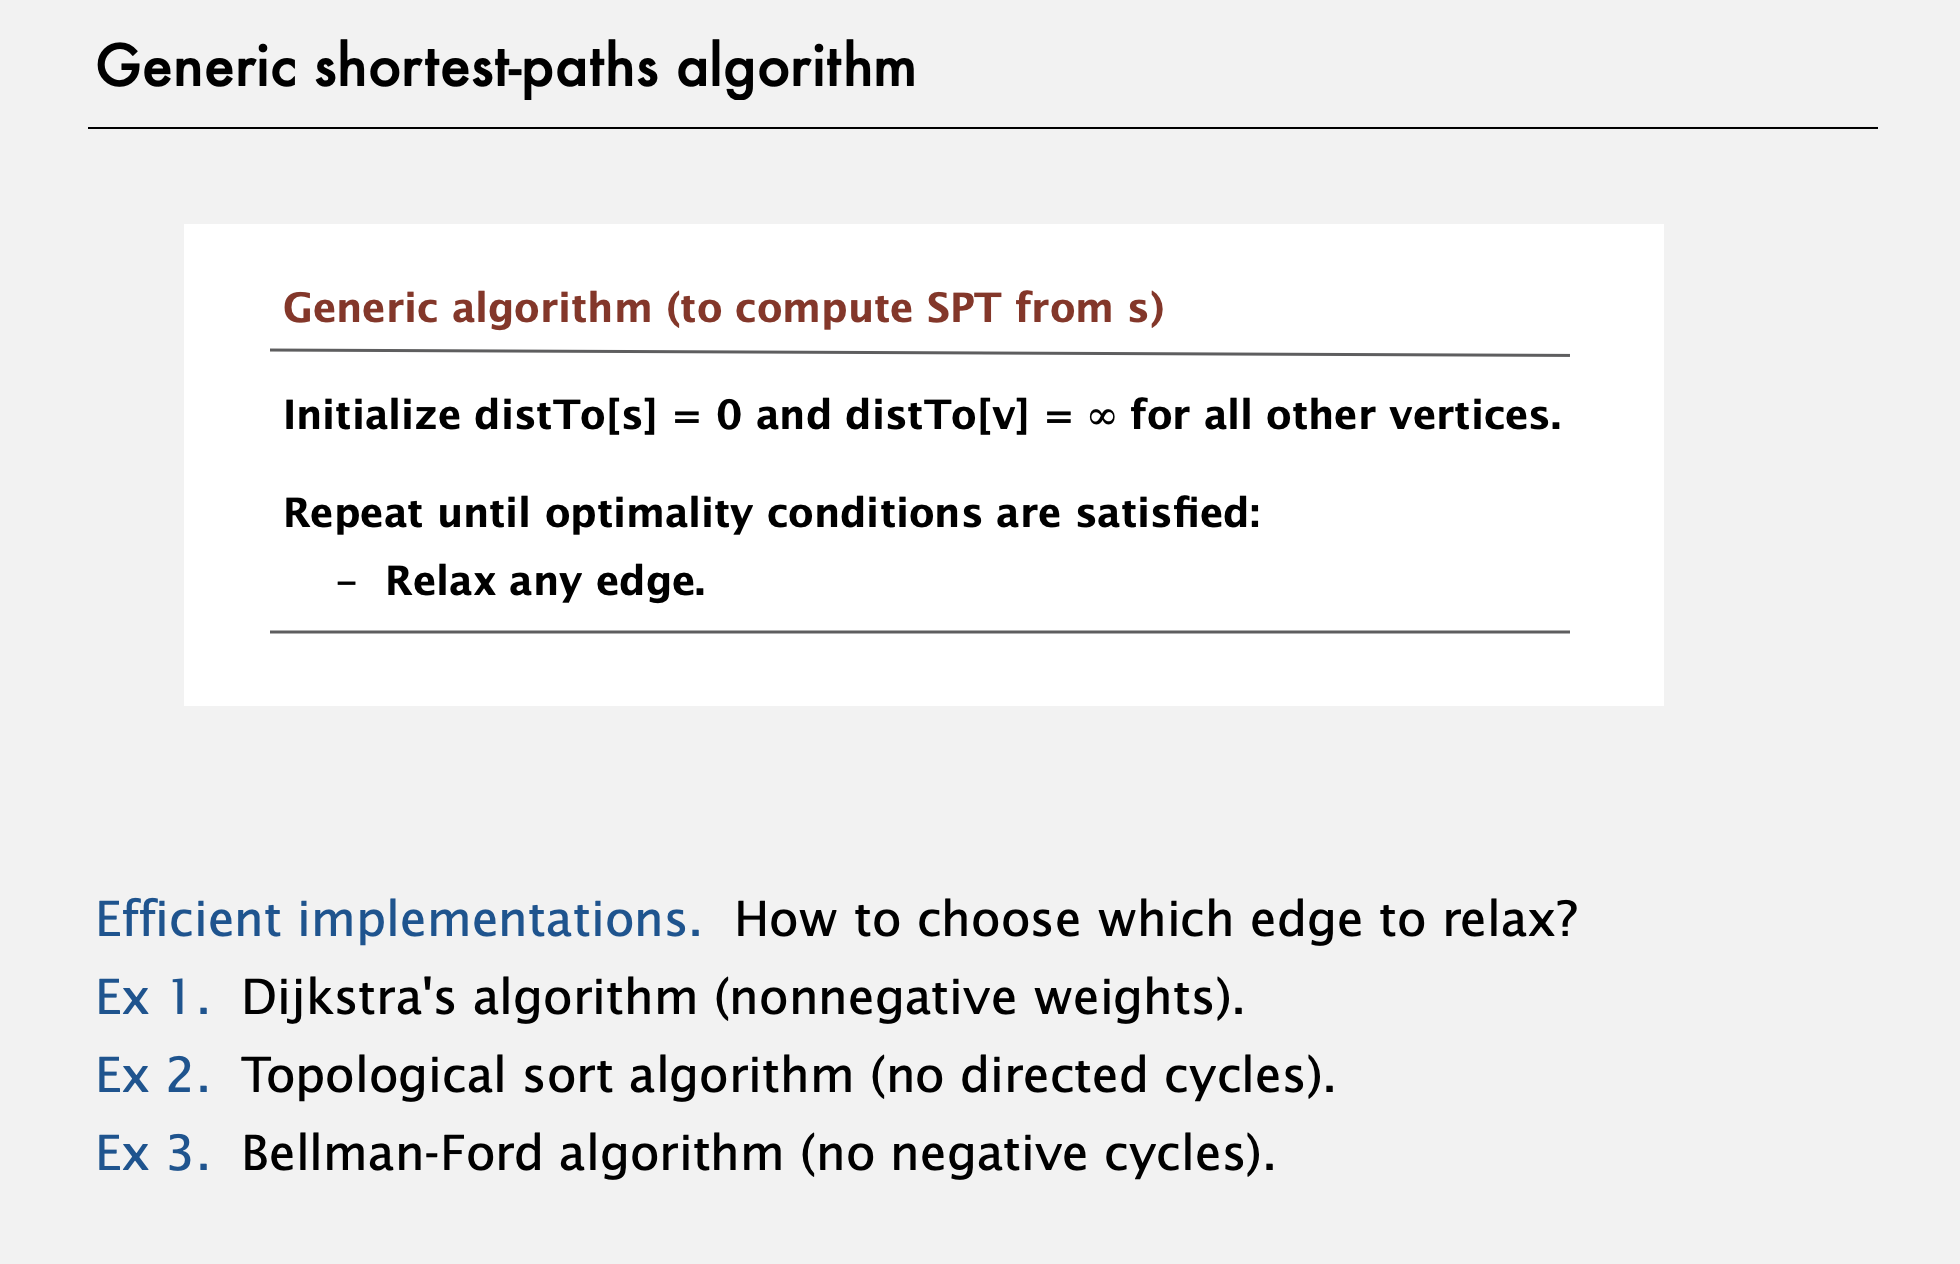 Generic shortest-paths algorithm
Generic algorithm (to compute SPT from s)
Initialize distTo[s] = 0 and distTo[v] = ∞ for all other vertices.
Repeat until optimality conditions are satisfied:
– Relax any edge.
Efficient implementations. How to choose which edge to relax?
Ex 1. Dijkstra's algorithm (nonnegative weights).
Ex 2. Topological sort algorithm (no directed cycles).
Ex 3. Bellman-Ford algorithm (no negative cycles).